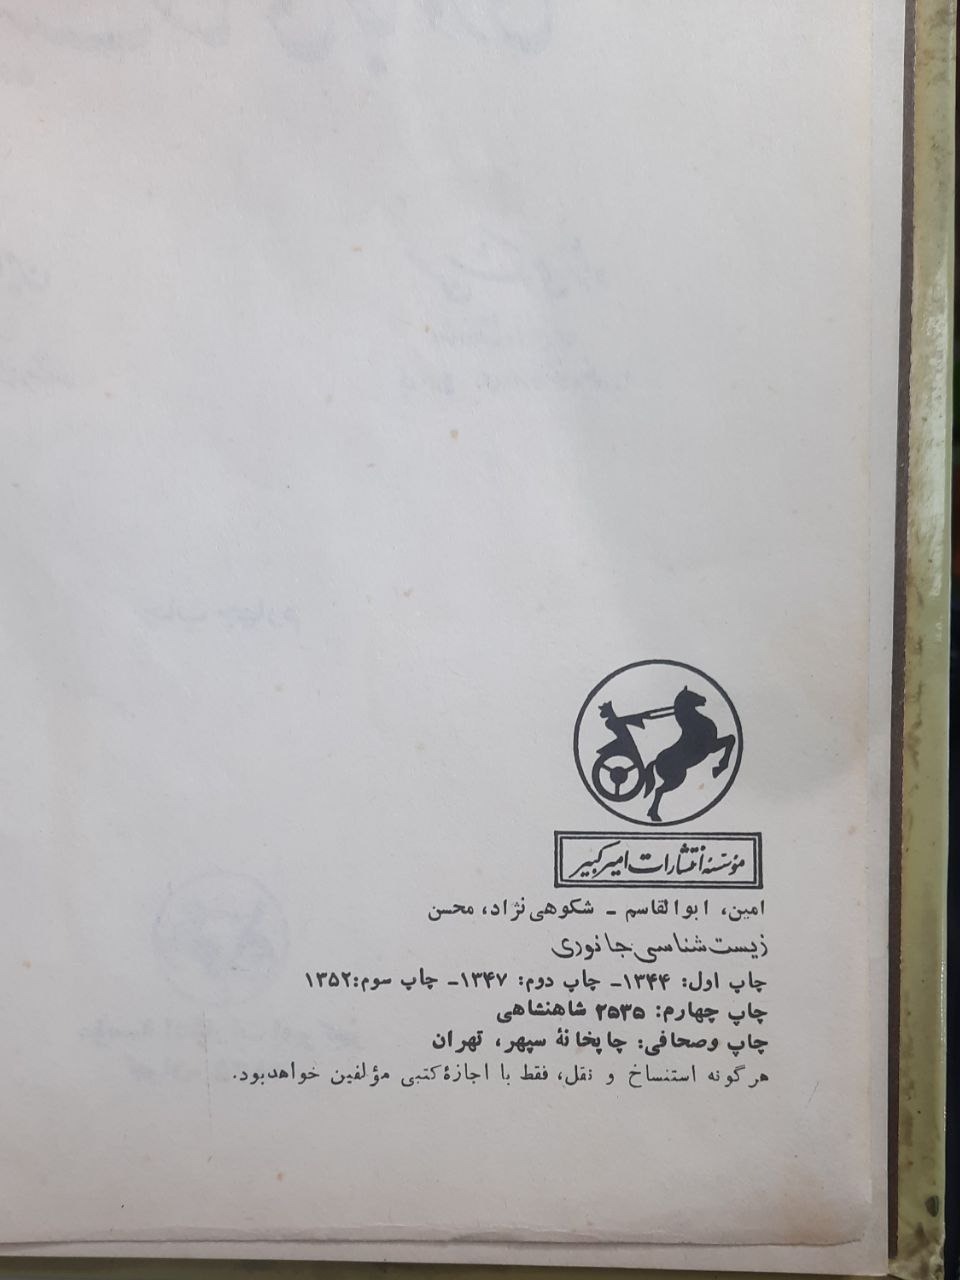 مؤسسهٔ انتشارات امیرکبیر
امین، ابوالقاسم – شکوهی‌نژاد، محسن
زیست‌شناسی جانوری
چاپ اول: ۱۳۴۴– چاپ دوم: ۱۳۴۷– چاپ سوم: ۱۳۵۲
چاپ چهارم: ۲۵۳۵ شاهنشاهی
چاپ وصحافی: چاپخانهٔ سپهر، تهران
هرگونه استنساخ و نقل، فقط با اجازهٔ کتبی مؤلفین خواهدبود.